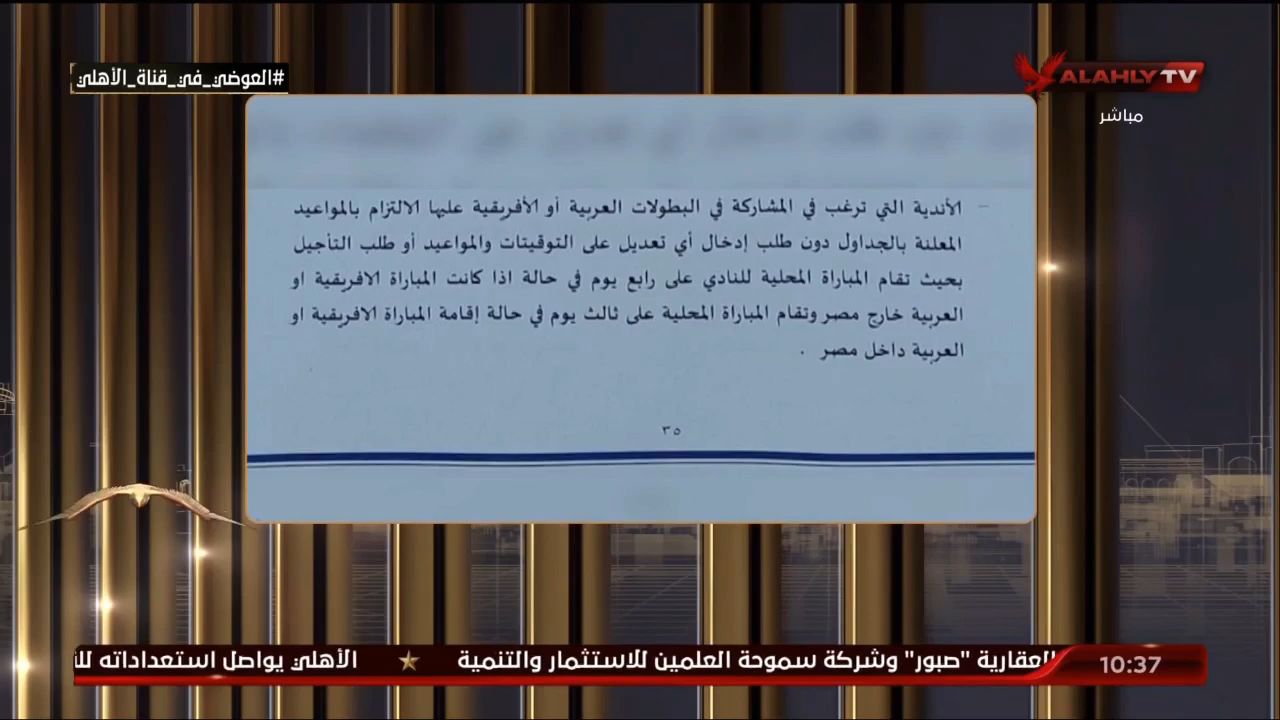 #العوضي_في_قناة_الأهلي
ALAHLY TV
مباشر
- الأندية التي ترغب في المشاركة في البطولات العربية أو الأفريقية عليها الالتزام بالمواعيد
المعلنة بالجداول دون طلب إدخال أي تعديل على التوقيتات والمواعيد أو طلب التأجيل
بحيث تقام المباراة المحلية للنادي على رابع يوم في حالة اذا كانت المباراة الافريقية او
العربية خارج مصر وتقام المباراة المحلية على ثالث يوم في حالة إقامة المباراة الافريقية او
العربية داخل مصر .
٣٥
العقارية "صبور" وشركة سموحة العلمين للاستثمار والتنمية ★ الأهلي يواصل استعداداته
10:37